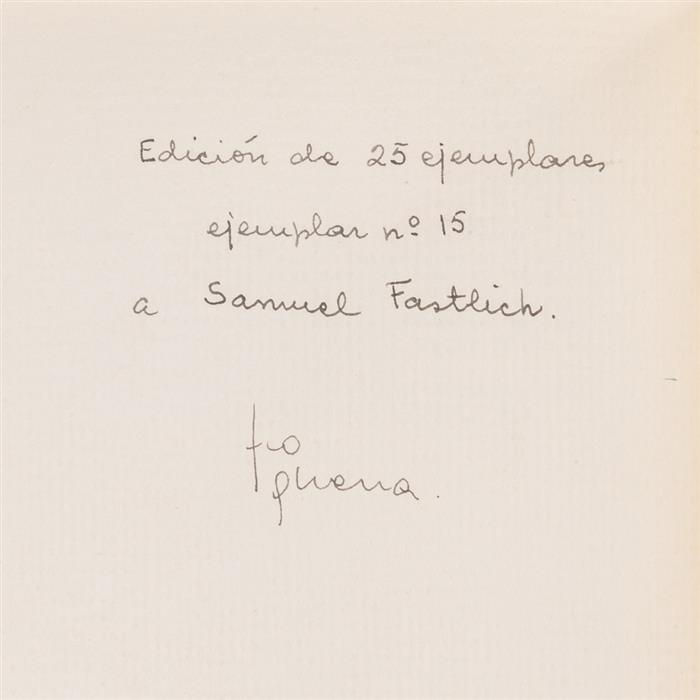 Edición de 25 ejemplares
ejemplar nº 15
a Samuel Fastlich.